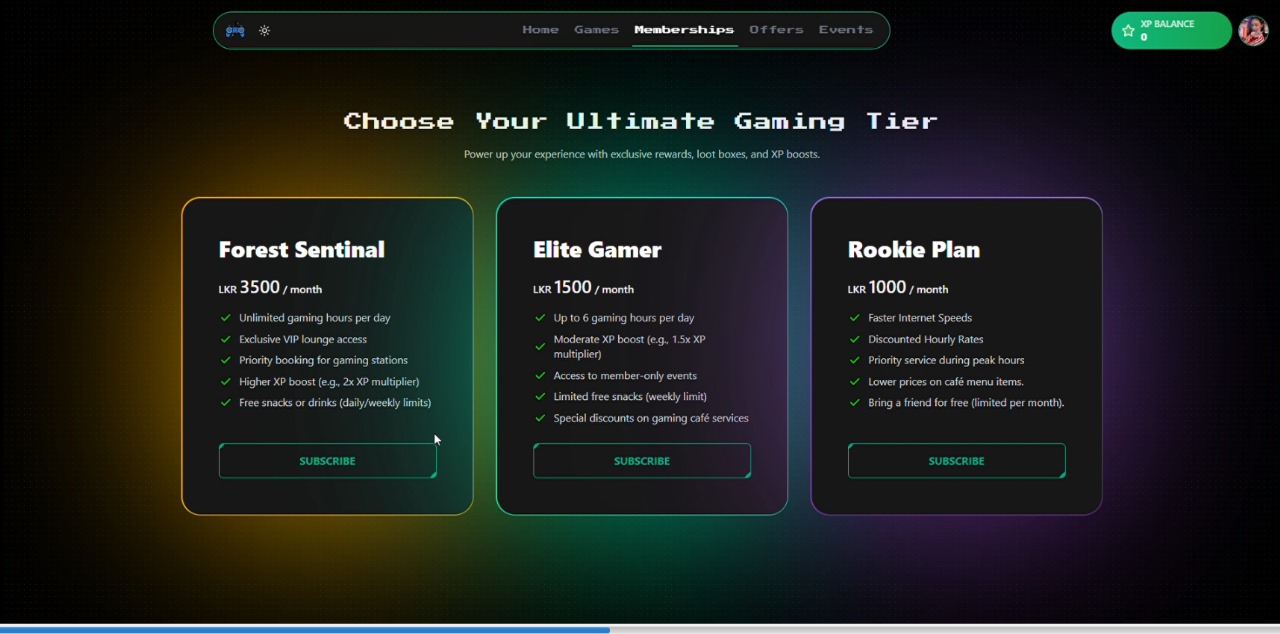 Home Games Memberships Offers Events
XP BALANCE
0
Choose Your Ultimate Gaming Tier
Power up your experience with exclusive rewards, loot boxes, and XP boosts.
Forest Sentinal
LKR 3500 / month
Unlimited gaming hours per day
Exclusive VIP lounge access
Priority booking for gaming stations
Higher XP boost (e.g., 2x XP multiplier)
Free snacks or drinks (daily/weekly limits)
SUBSCRIBE
Elite Gamer
LKR 1500 / month
Up to 6 gaming hours per day
Moderate XP boost (e.g., 1.5x XP
multiplier)
Access to member-only events
Limited free snacks (weekly limit)
Special discounts on gaming café services
SUBSCRIBE
Rookie Plan
LKR 1000 / month
Faster Internet Speeds
Discounted Hourly Rates
Priority service during peak hours
Lower prices on café menu items.
Bring a friend for free (limited per month).
SUBSCRIBE